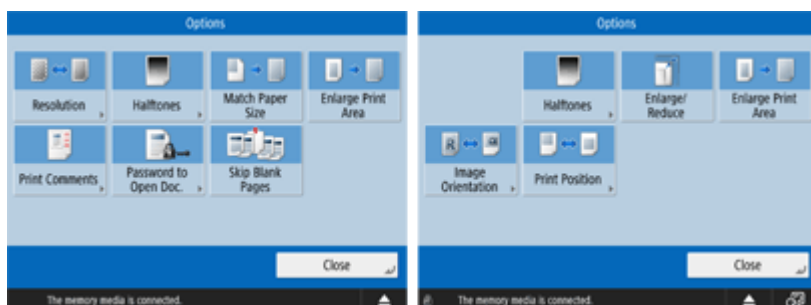 Options
Resolution
Halftones
Match Paper
Size
Enlarge Print
Area
Print Comments
Password to
Open Doc.
Skip Blank
Pages
Close
The memory media is connected.
Options
Halftones
Enlarge/
Reduce
Enlarge Print
Area
Image
Orientation
Print Position
Close
The memory media is connected.